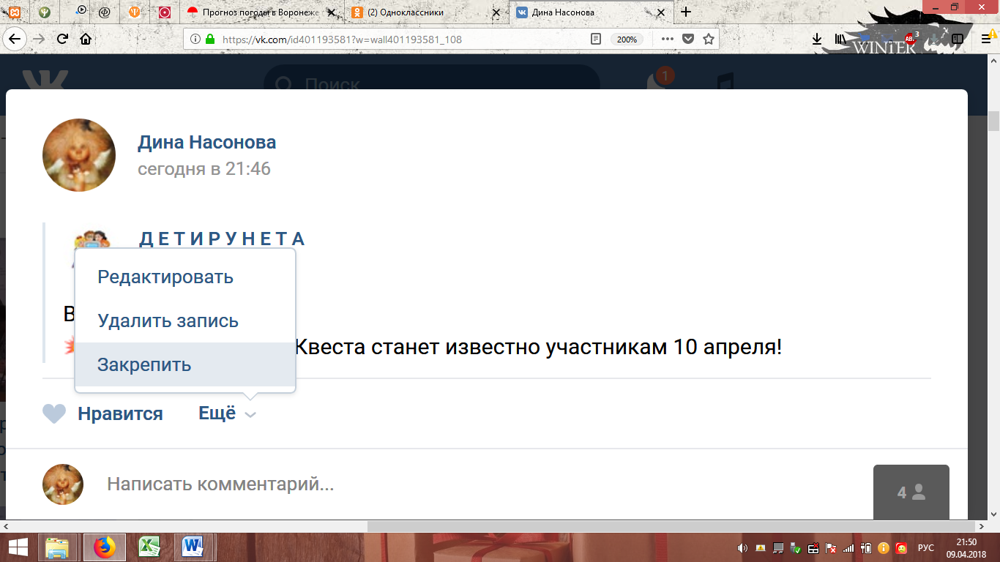 Прогноз погоды в Воронеже
(2) Одноклассники
Дина Насонова
https://vk.com/id401193581?w=wall401193581_108
200%
3
WINTER
Поиск
1
Дина Насонова
сегодня в 21:46
ДЕТИРУНЕТА
Редактировать
В
Удалить запись
Квеста станет известно участникам 10 апреля!
Закрепить
Нравится
Ещё
Написать комментарий...
4
РУС
21:50
09.04.2018